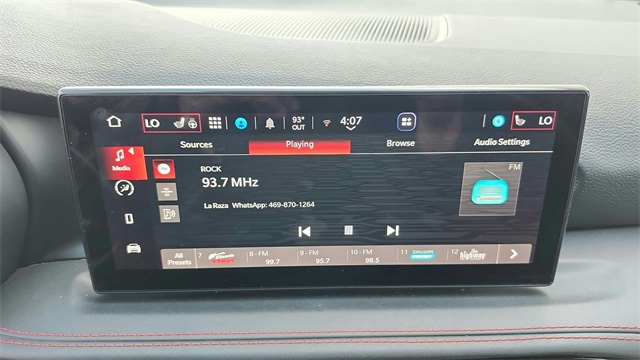 LO 93° OUT 4:07 LO
Sources Playing Browse Audio Settings
Media
ROCK FM
93.7 MHz
La Raza WhatsApp: 469-870-1264
All Presets 7 8 - FM 99.7 9 - FM 95.7 10 - FM 98.5 11 12 the highway